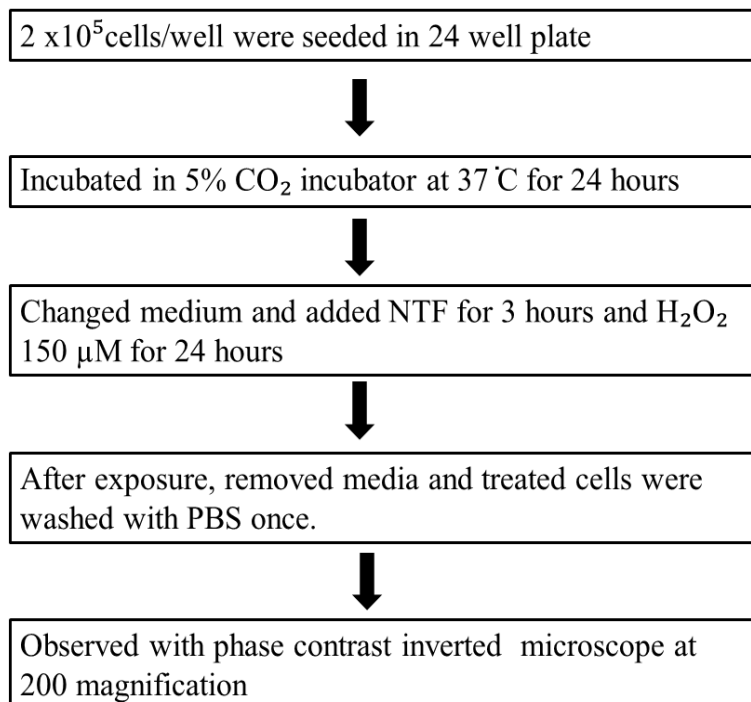 2 x10⁵cells/well were seeded in 24 well plate
Incubated in 5% CO₂ incubator at 37 ̊C for 24 hours
Changed medium and added NTF for 3 hours and H₂O₂
150 µM for 24 hours
After exposure, removed media and treated cells were
washed with PBS once.
Observed with phase contrast inverted microscope at
200 magnification